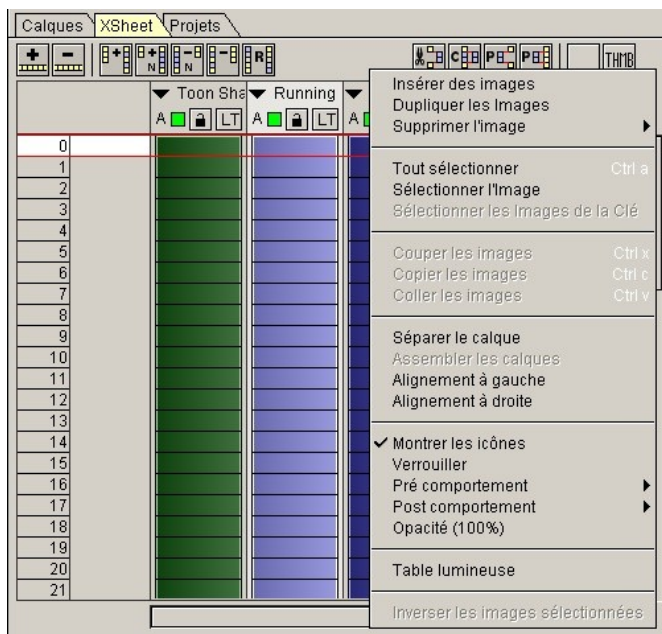 Calques XSheet Projets
N N R C PE PE THMB
Toon Sha Running
A LT A LT A
Insérer des images
Dupliquer les Images
Supprimer l'image
Tout sélectionner Ctrl a
Sélectionner l'Image
Sélectionner les Images de la Clé
Couper les images Ctrl x
Copier les images Ctrl c
Coller les images Ctrl v
Séparer le calque
Assembler les calques
Alignement à gauche
Alignement à droite
Montrer les icônes
Verrouiller
Pré comportement
Post comportement
Opacité (100%)
Table lumineuse
Inverser les images sélectionnées
0
1
2
3
4
5
6
7
8
9
10
11
12
13
14
15
16
17
18
19
20
21